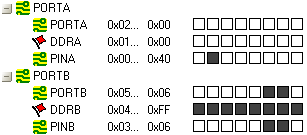 PORTA
PORTA 0x02... 0x00
DDRA 0x01... 0x00
PINA 0x00... 0x40
PORTB
PORTB 0x05... 0x06
DDRB 0x04... 0xFF
PINB 0x03... 0x06